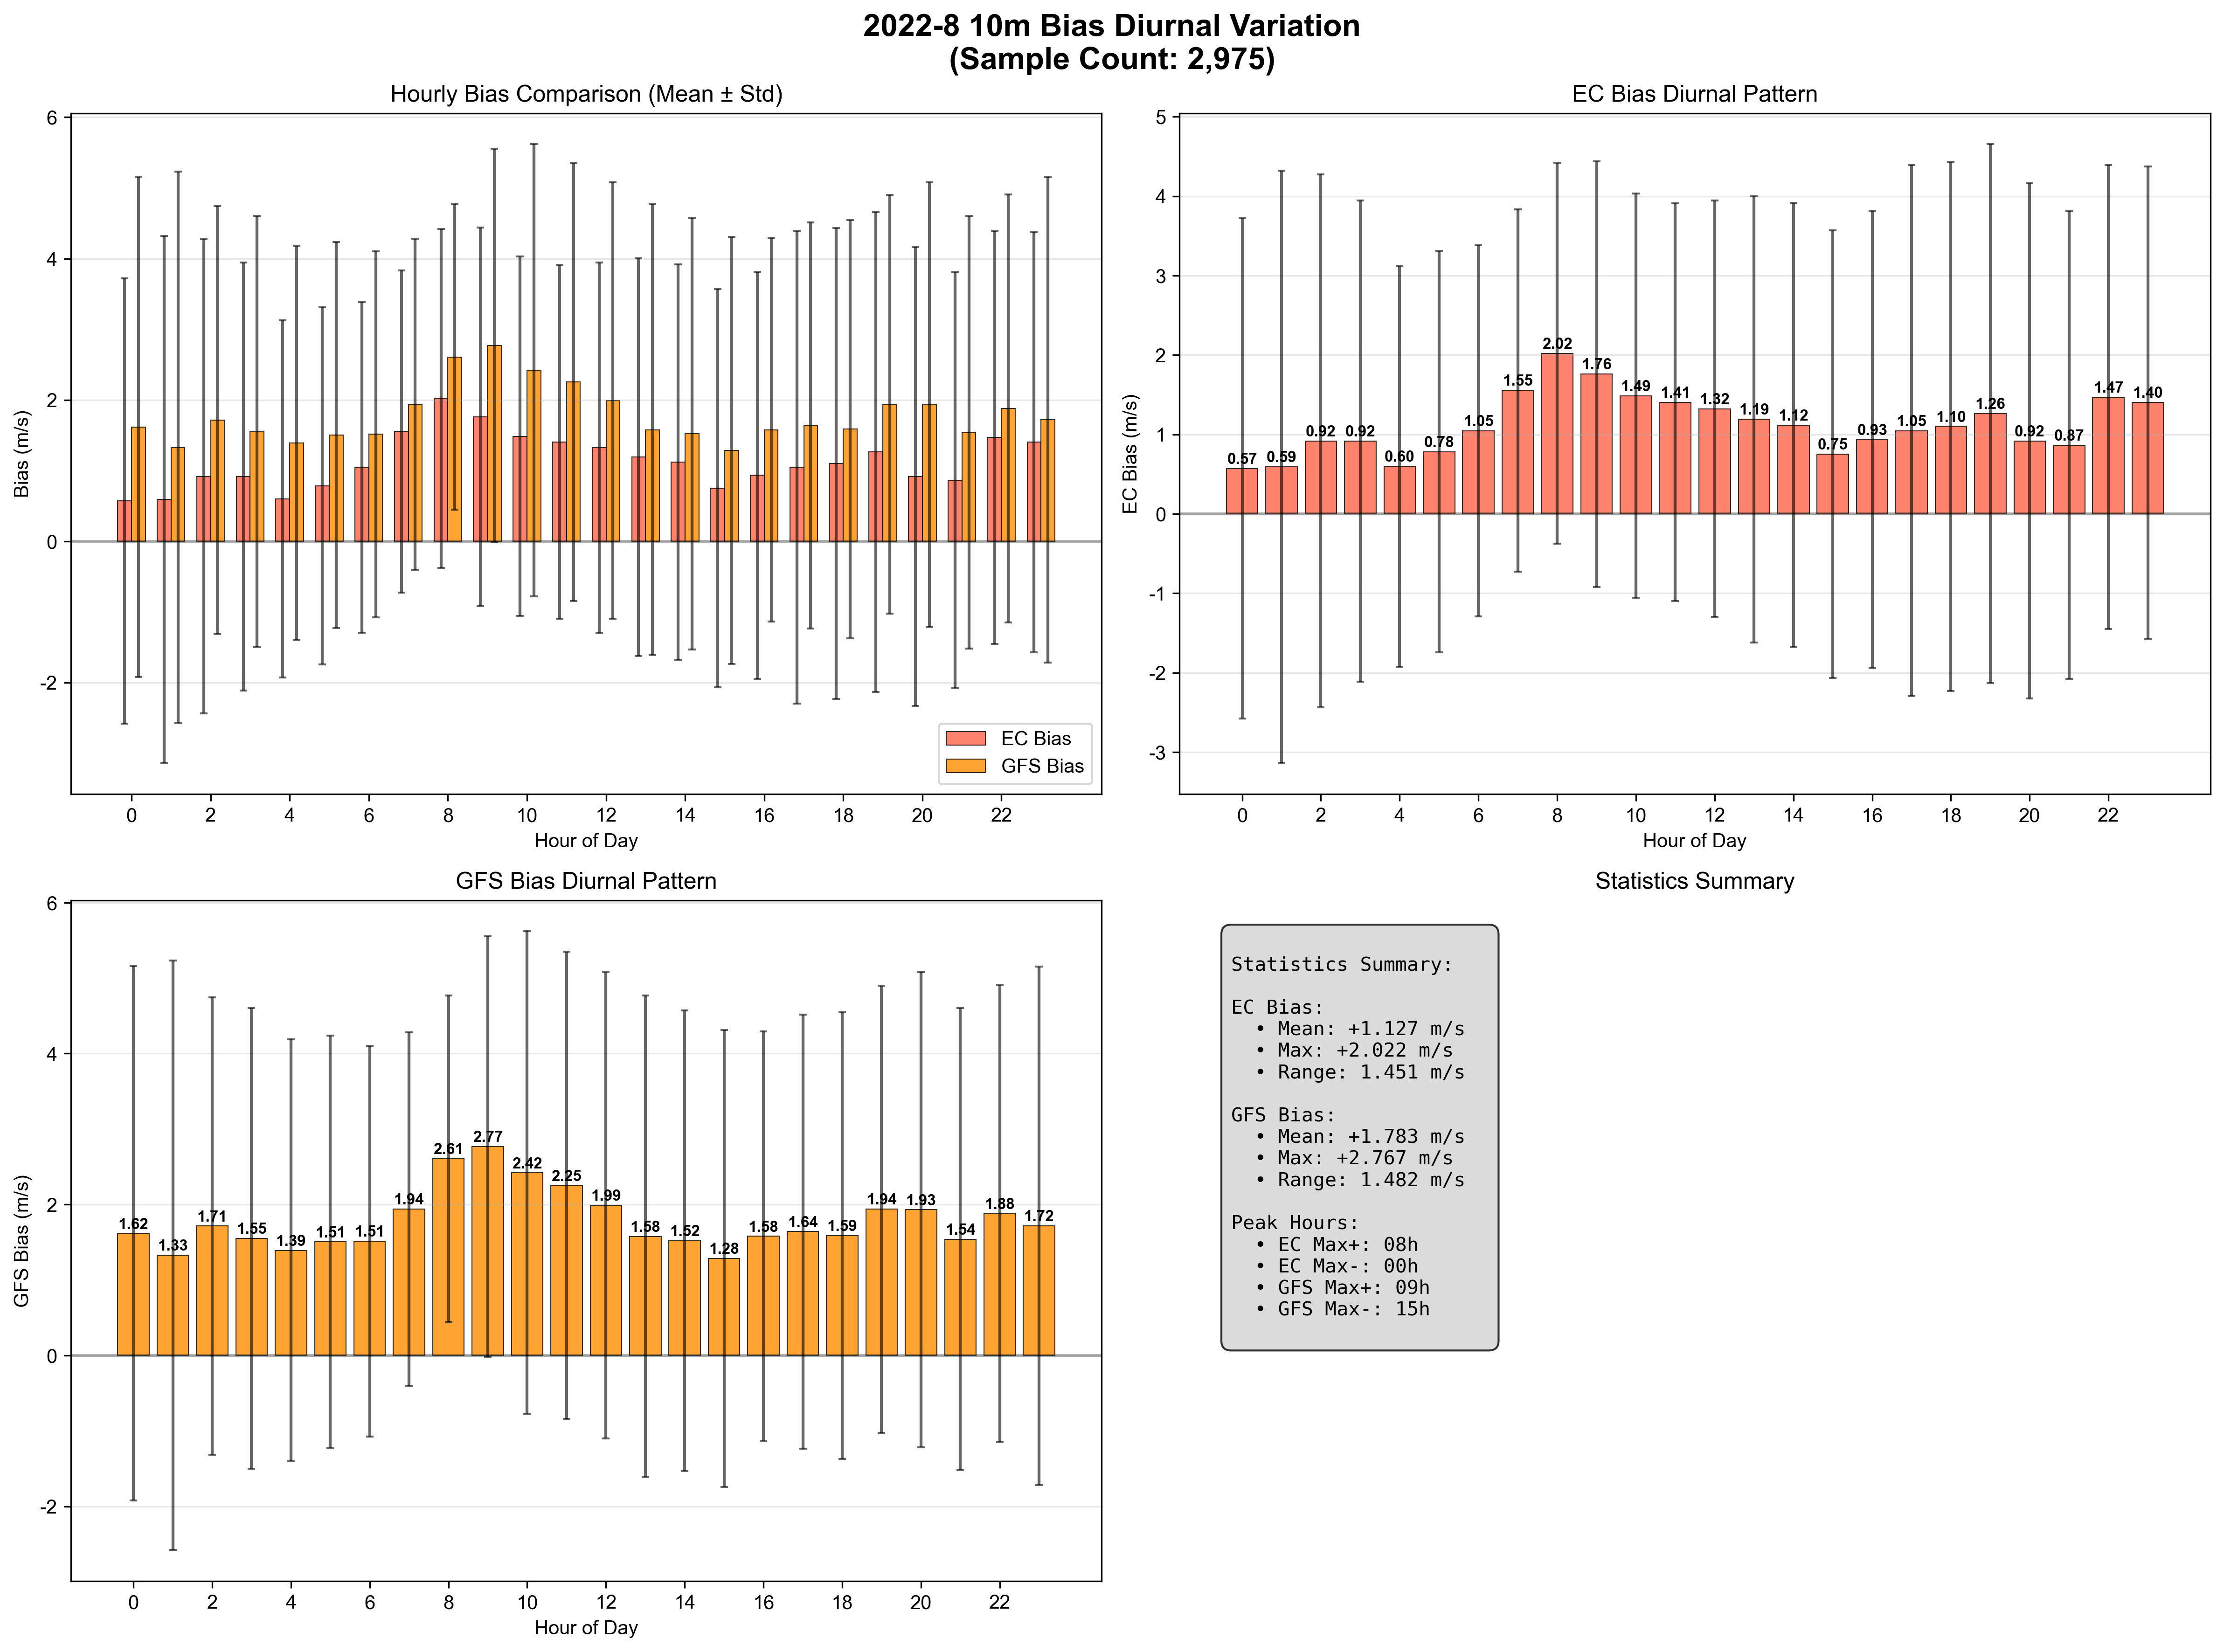 2022-8 10m Bias Diurnal Variation
(Sample Count: 2,975)
Hourly Bias Comparison (Mean ± Std)
6
4
2
0
-2
Bias (m/s)
0 2 4 6 8 10 12 14 16 18 20 22
Hour of Day
EC Bias
GFS Bias
EC Bias Diurnal Pattern
5
4
3
2
1
0
-1
-2
-3
EC Bias (m/s)
0.57 0.59 0.92 0.92 0.60 0.78 1.05 1.55 2.02 1.76 1.49 1.41 1.32 1.19 1.12 0.75 0.93 1.05 1.10 1.26 0.92 0.87 1.47 1.40
0 2 4 6 8 10 12 14 16 18 20 22
Hour of Day
GFS Bias Diurnal Pattern
6
4
2
0
-2
GFS Bias (m/s)
1.62 1.33 1.71 1.55 1.39 1.51 1.51 1.94 2.61 2.77 2.42 2.25 1.99 1.58 1.52 1.28 1.58 1.64 1.59 1.94 1.93 1.54 1.88 1.72
0 2 4 6 8 10 12 14 16 18 20 22
Hour of Day
Statistics Summary
Statistics Summary:
EC Bias:
• Mean: +1.127 m/s
• Max: +2.022 m/s
• Range: 1.451 m/s
GFS Bias:
• Mean: +1.783 m/s
• Max: +2.767 m/s
• Range: 1.482 m/s
Peak Hours:
• EC Max+: 08h
• EC Max-: 00h
• GFS Max+: 09h
• GFS Max-: 15h